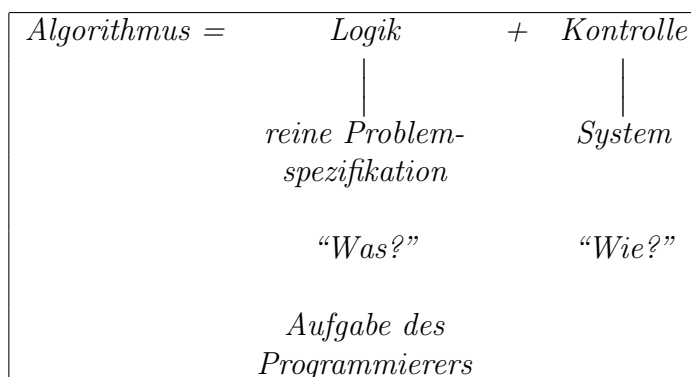 Algorithmus = Logik + Kontrolle
reine Problem- System
spezifikation
“Was?” “Wie?”
Aufgabe des
Programmierers